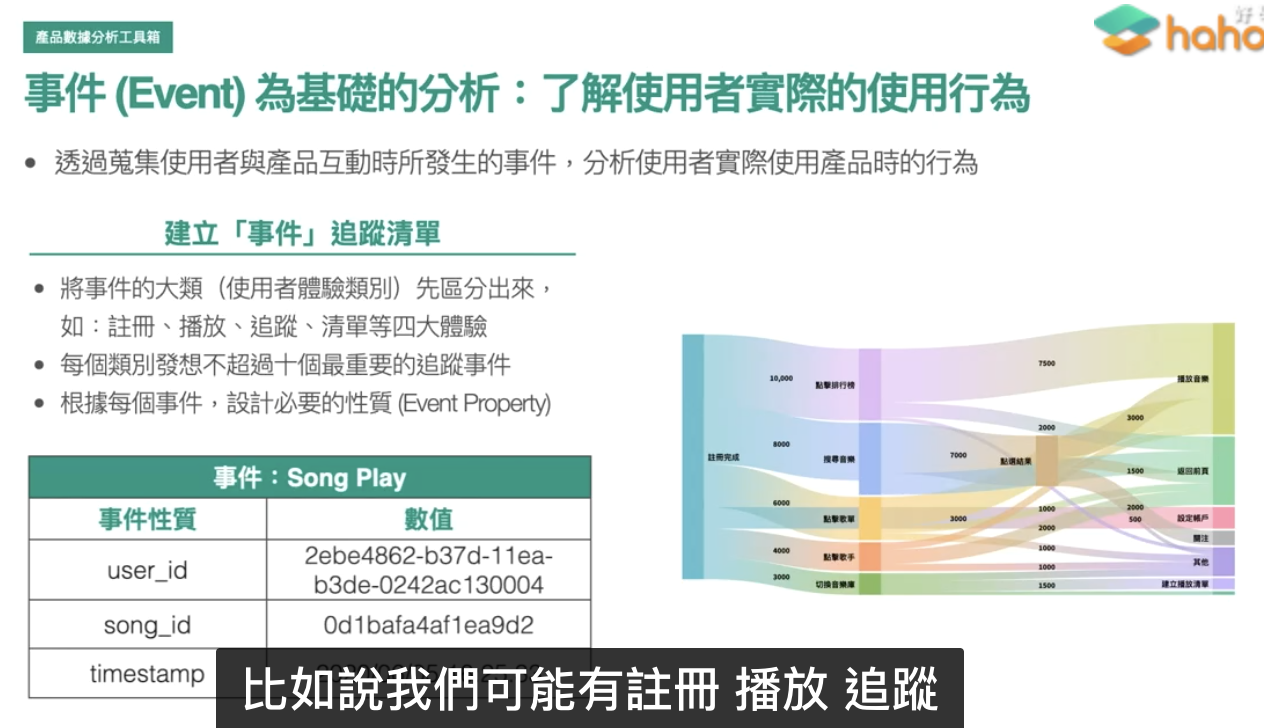 好
haho
產品數據分析工具箱
事件 (Event) 為基礎的分析：了解使用者實際的使用行為
• 透過蒐集使用者與產品互動時所發生的事件，分析使用者實際使用產品時的行為
建立「事件」追蹤清單
• 將事件的大類（使用者體驗類別）先區分出來，
如：註冊、播放、追蹤、清單等四大體驗
• 每個類別發想不超過十個最重要的追蹤事件
• 根據每個事件，設計必要的性質 (Event Property)
事件：Song Play
事件性質 數值
user_id 2ebe4862-b37d-11ea-
b3de-0242ac130004
song_id 0d1bafa4af1ea9d2
timestamp
註冊完成
10,000
點擊排行榜
8000
搜尋音樂
6000
點擊歌單
4000
點擊歌手
3000
切換音樂庫
7500
2000
7000
點選結果
3000
1000
2000
1000
1000
1500
3000
1500
2000
500
播放音樂
返回前頁
設定帳戶
關注
其他
建立播放清單
比如說我們可能有註冊 播放 追蹤